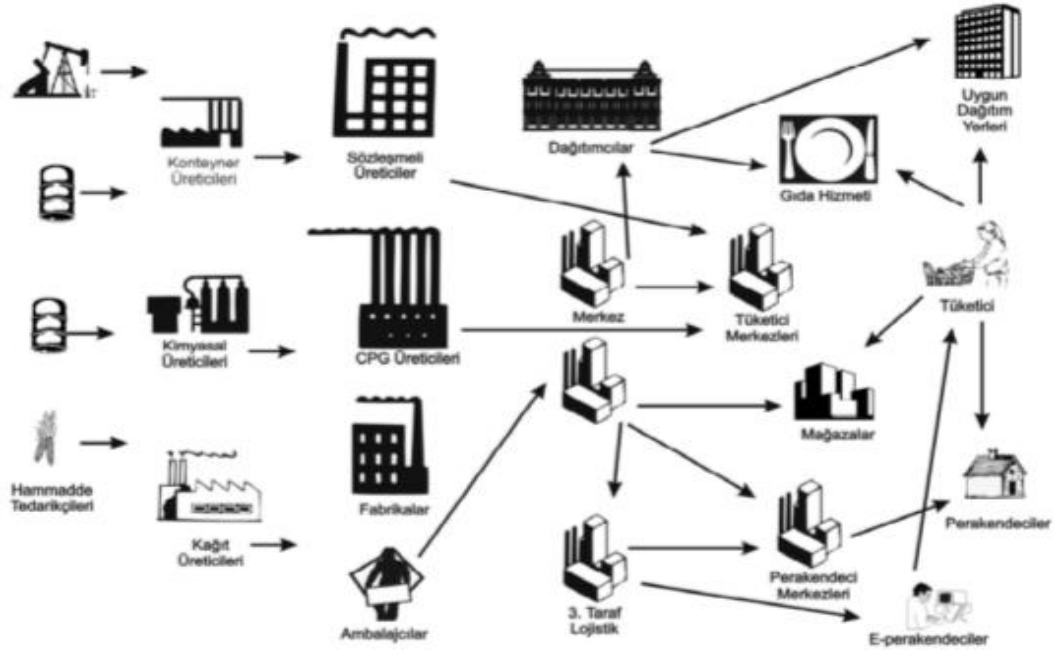 Konteyner
Üreticileri
Sözleşmeli
Üreticiler
Dağıtımcılar
Uygun
Dağıtım
Yerleri
Gıda Hizmeti
Kimyasal
Üreticileri
CPG Üreticileri
Merkez
Tüketici
Merkezleri
Tüketici
Mağazalar
Hammadde
Tedarikçileri
Kağıt
Üreticileri
Fabrikalar
Ambalajcılar
3. Taraf
Lojistik
Perakendeci
Merkezleri
Perakendeciler
E-perakendeciler